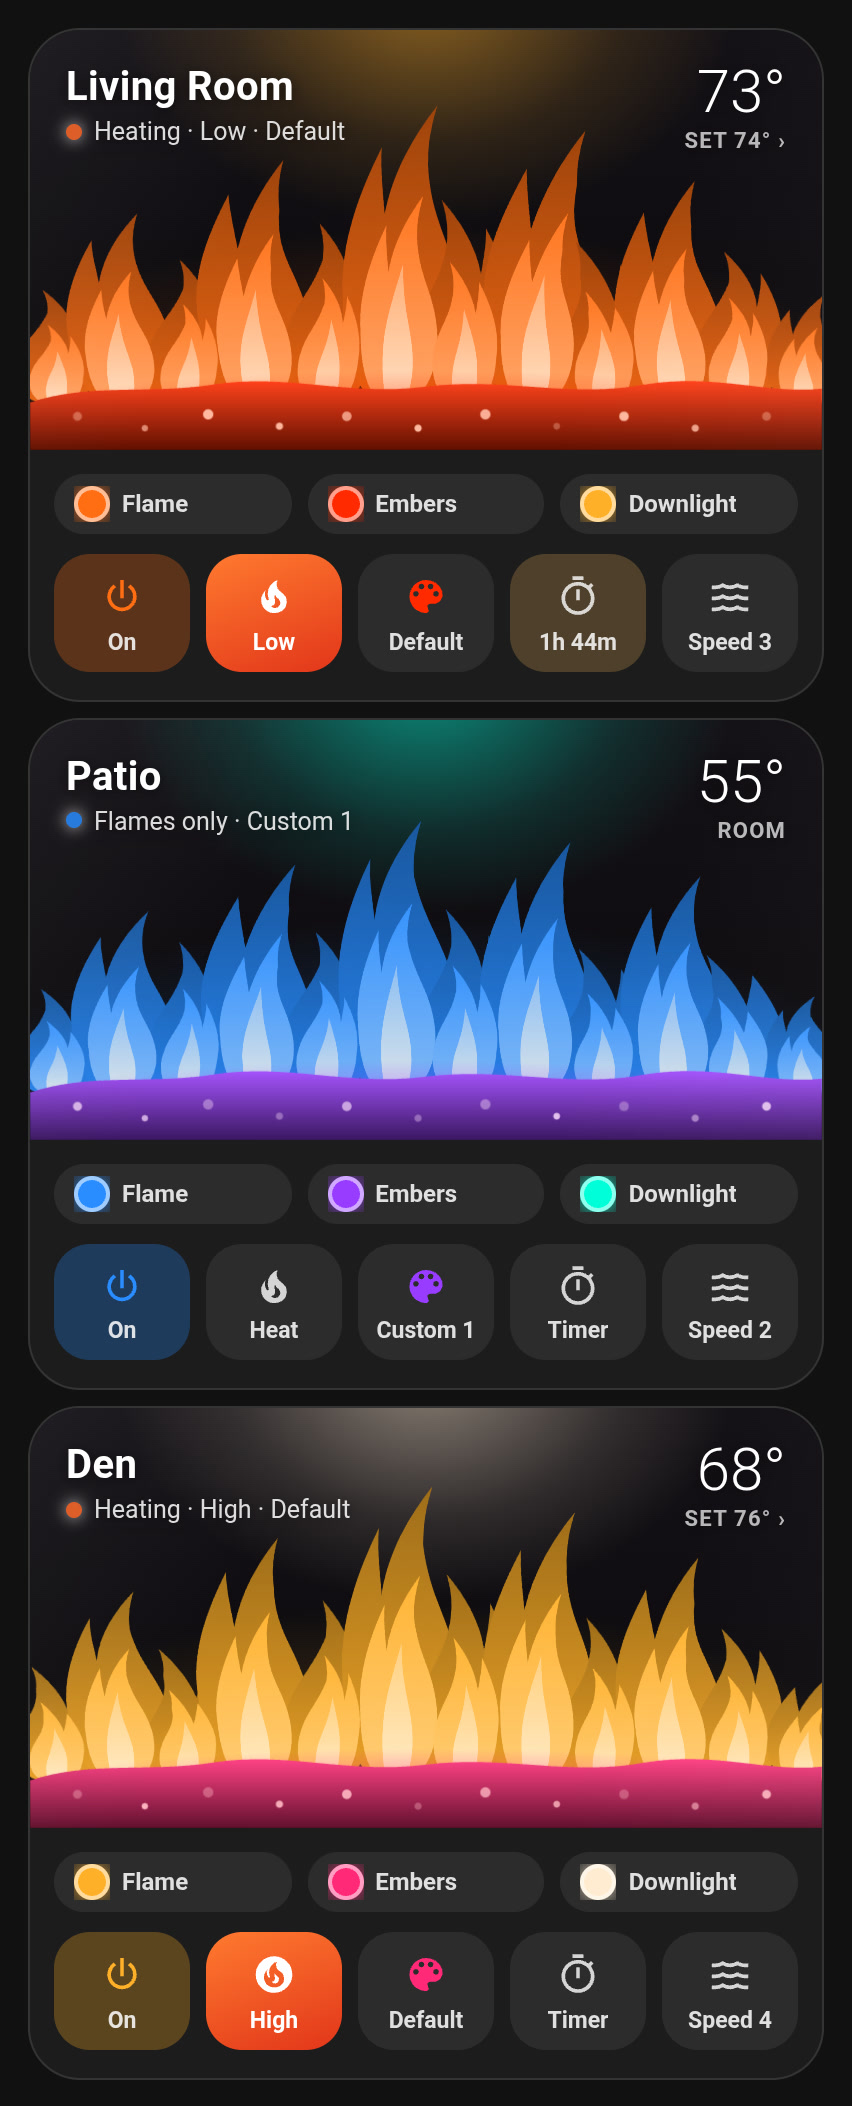 Living Room
Heating · Low · Default
73°
SET 74° ›
Flame
Embers
Downlight
On
Low
Default
1h 44m
Speed 3
Patio
Flames only · Custom 1
55°
ROOM
Flame
Embers
Downlight
On
Heat
Custom 1
Timer
Speed 2
Den
Heating · High · Default
68°
SET 76° ›
Flame
Embers
Downlight
On
High
Default
Timer
Speed 4